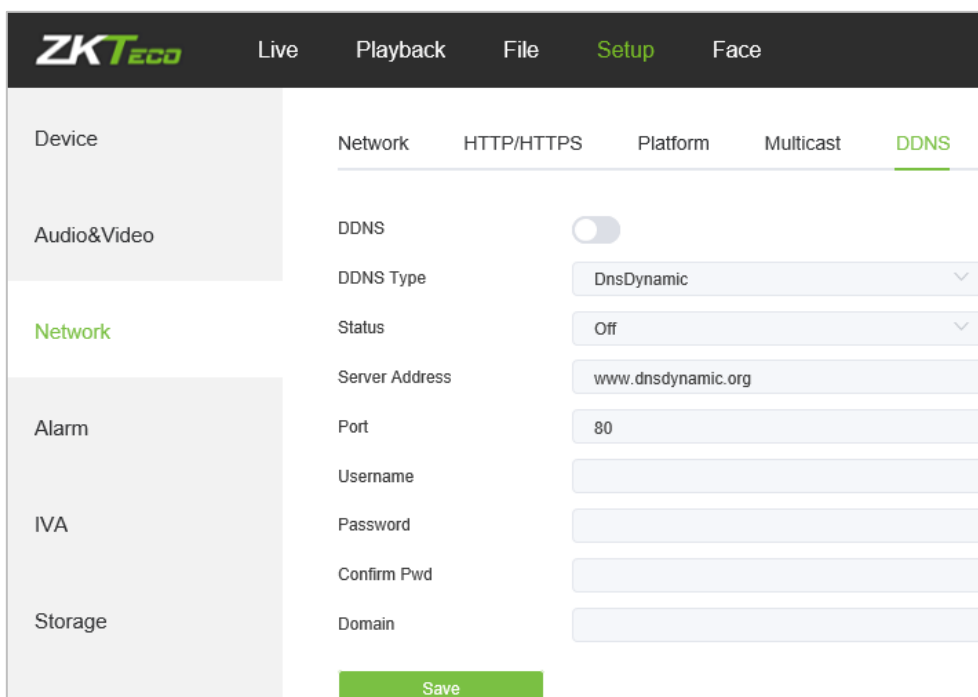 ZKTeco Live Playback File Setup Face
Device
Audio&Video
Network
Alarm
IVA
Storage
Network HTTP/HTTPS Platform Multicast DDNS
DDNS
DDNS Type DnsDynamic
Status Off
Server Address www.dnsdynamic.org
Port 80
Username
Password
Confirm Pwd
Domain
Save